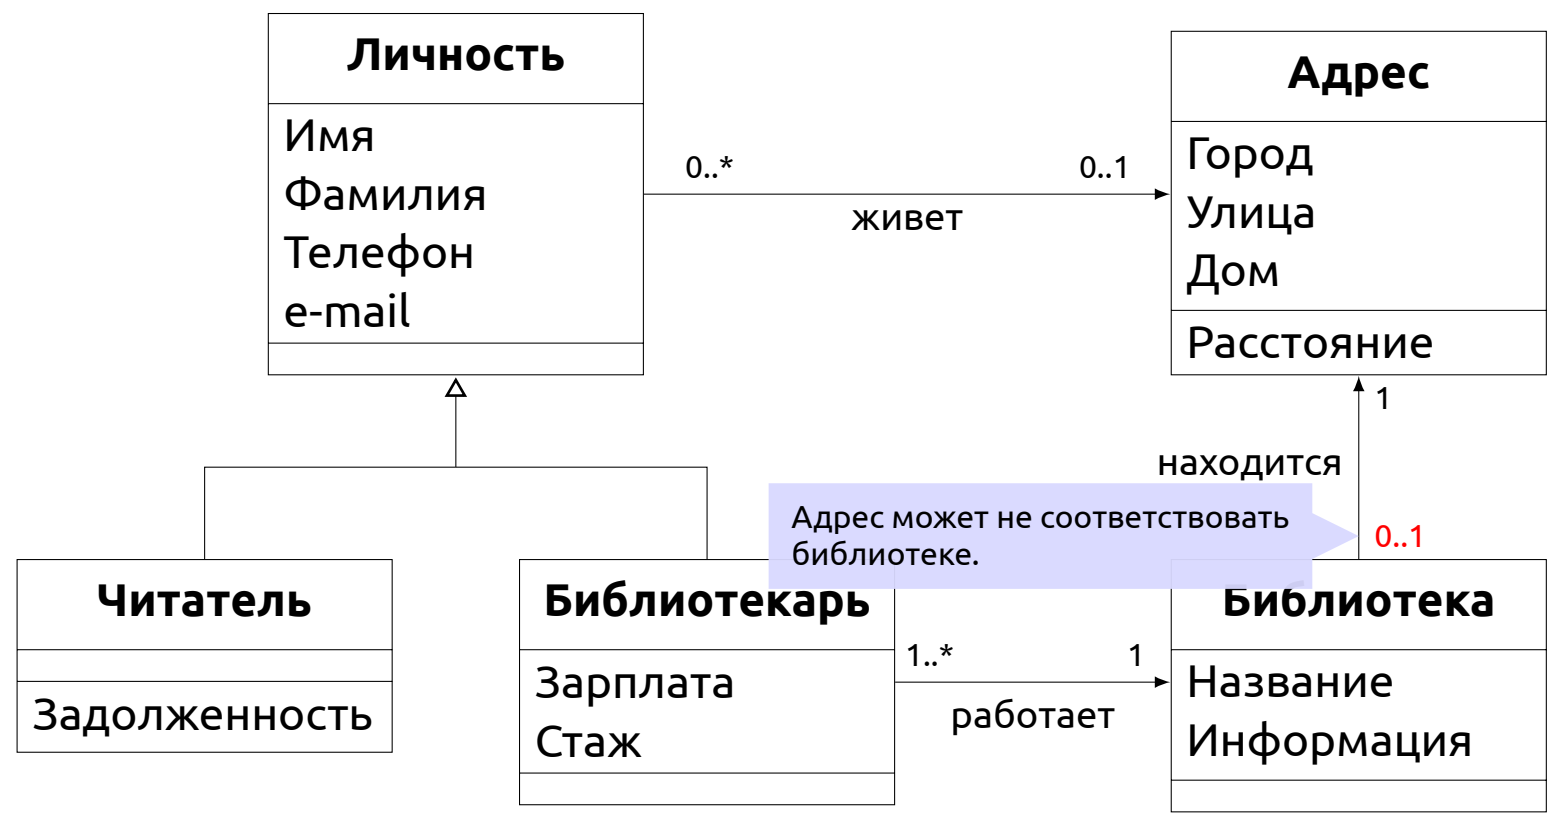 Личность
Имя
Фамилия
Телефон
e-mail
0..*
0..1
живет
Адрес
Город
Улица
Дом
Расстояние
1
находится
0..1
Адрес может не соответствовать
библиотеке.
Читатель
Задолженность
Библиотекарь
Зарплата
Стаж
1..*
1
работает
Библиотека
Название
Информация